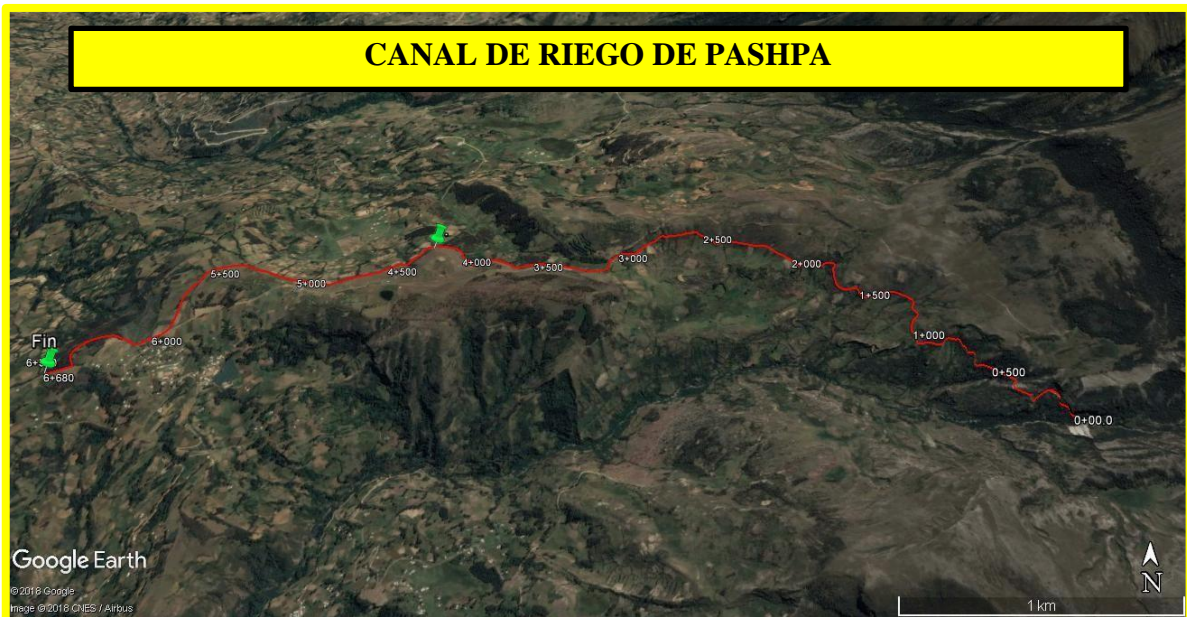 CANAL DE RIEGO DE PASHPA
2+500
3+000
4+000
3+500
2+000
4+500
5+500
5+000
1+500
1+000
6+000
Fin
0+500
6+680
0+00.0
Google Earth
©2018 Google
Image ©2018 CNES / Airbus
N
1 km